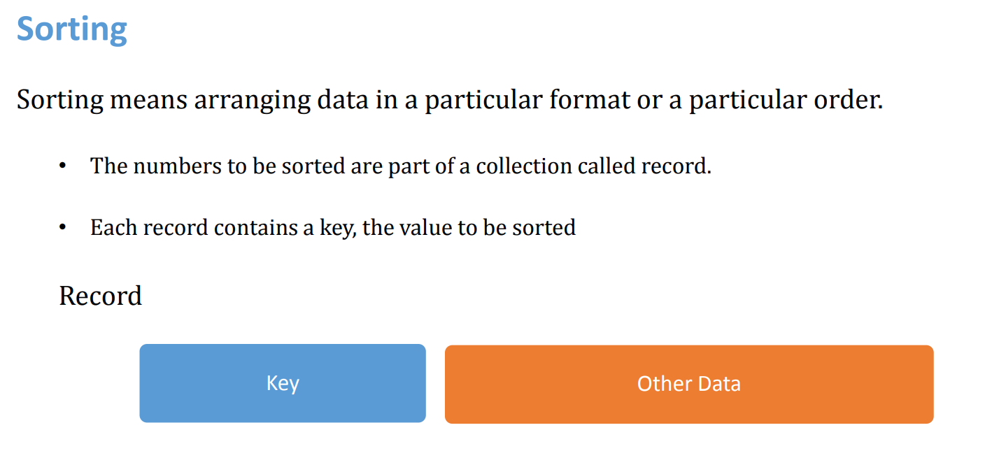 Sorting
Sorting means arranging data in a particular format or a particular order.
• The numbers to be sorted are part of a collection called record.
• Each record contains a key, the value to be sorted
Record
Key
Other Data